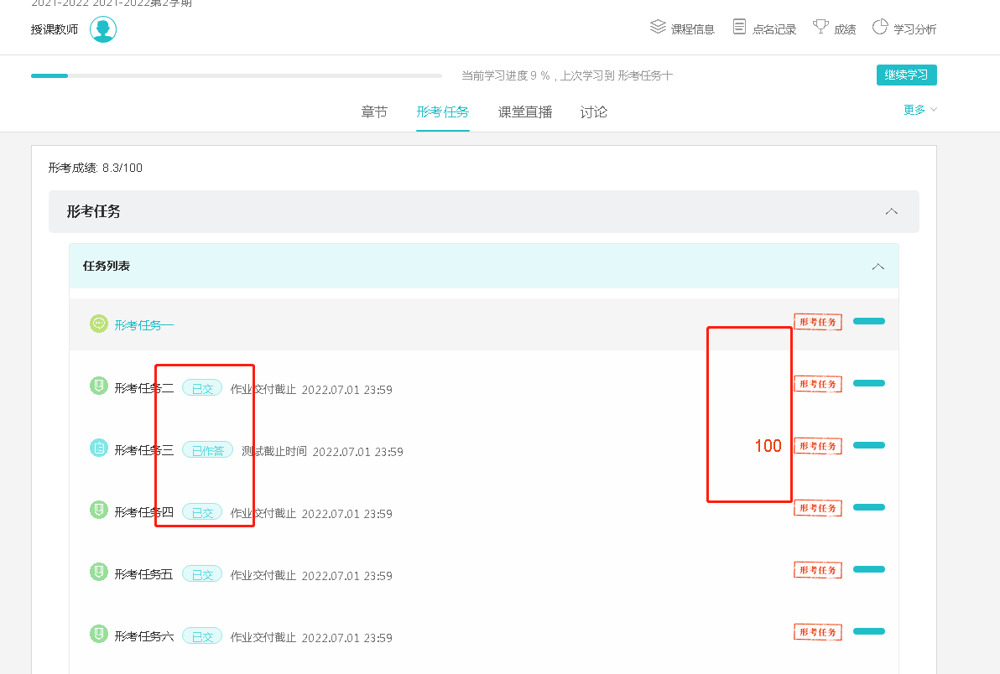 2021-2022 2021-2022第2学期
授课教师
课程信息 点名记录 成绩 学习分析
当前学习进度 9 % , 上次学习到 形考任务十
继续学习
章节 形考任务 课堂直播 讨论
更多
形考成绩: 8.3/100
形考任务
任务列表
形考任务一 形考任务
形考任务二 已交 作业交付截止 2022.07.01 23:59 形考任务
形考任务三 已作答 测试截止时间 2022.07.01 23:59 100 形考任务
形考任务四 已交 作业交付截止 2022.07.01 23:59 形考任务
形考任务五 已交 作业交付截止 2022.07.01 23:59 形考任务
形考任务六 已交 作业交付截止 2022.07.01 23:59 形考任务